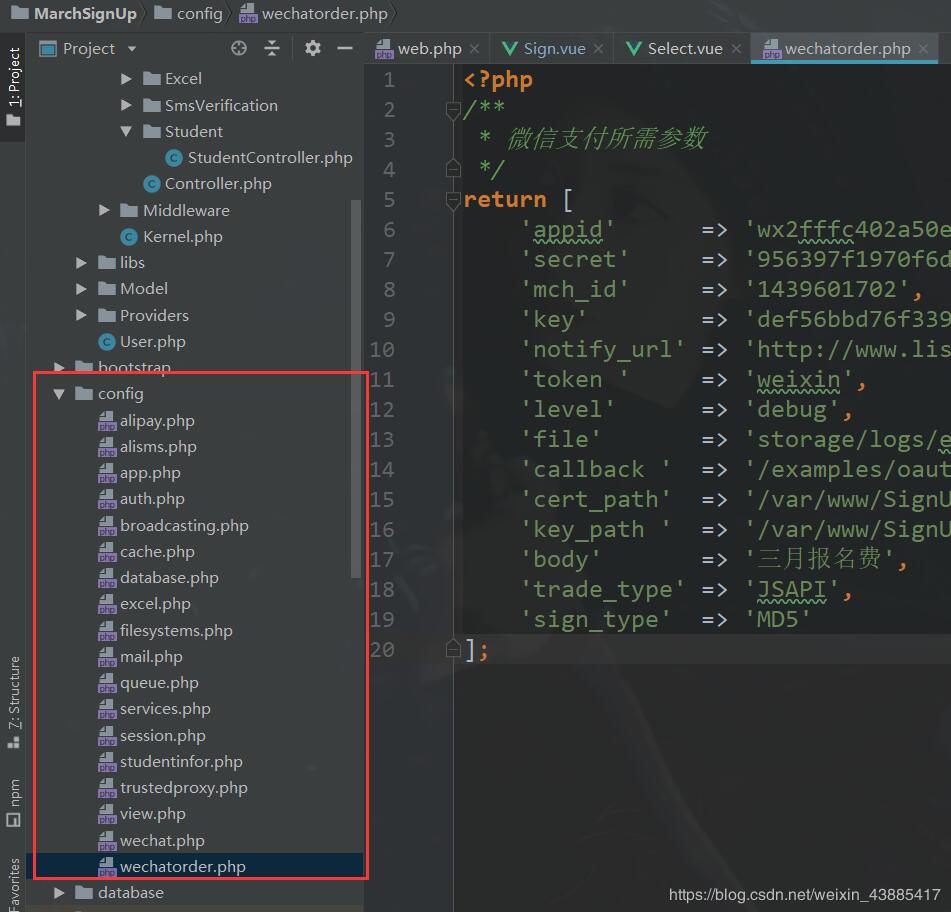 MarchSignUp config wechatorder.php
1: Project
Project
web.php
Sign.vue
Select.vue
wechatorder.php
Excel
SmsVerification
Student
StudentController.php
Controller.php
Middleware
Kernel.php
libs
Model
Providers
User.php
bootstrap
config
alipay.php
alisms.php
app.php
auth.php
broadcasting.php
cache.php
database.php
excel.php
filesystems.php
mail.php
queue.php
services.php
session.php
studentinfor.php
trustedproxy.php
view.php
wechat.php
wechatorder.php
database
7: Structure
npm
Favorites
1 <?php
2 /**
3 * 微信支付所需参数
4 */
5 return [
6 'appid' => 'wx2fffc402a50e
7 'secret' => '956397f1970f6d
8 'mch_id' => '1439601702',
9 'key' => 'def56bbd76f339
10 'notify_url' => 'http://www.lis
11 'token ' => 'weixin',
12 'level' => 'debug',
13 'file' => 'storage/logs/e
14 'callback ' => '/examples/oaut
15 'cert_path' => '/var/www/SignU
16 'key_path ' => '/var/www/SignU
17 'body' => '三月报名费',
18 'trade_type' => 'JSAPI',
19 'sign_type' => 'MD5'
20 ];
https://blog.csdn.net/weixin_43885417